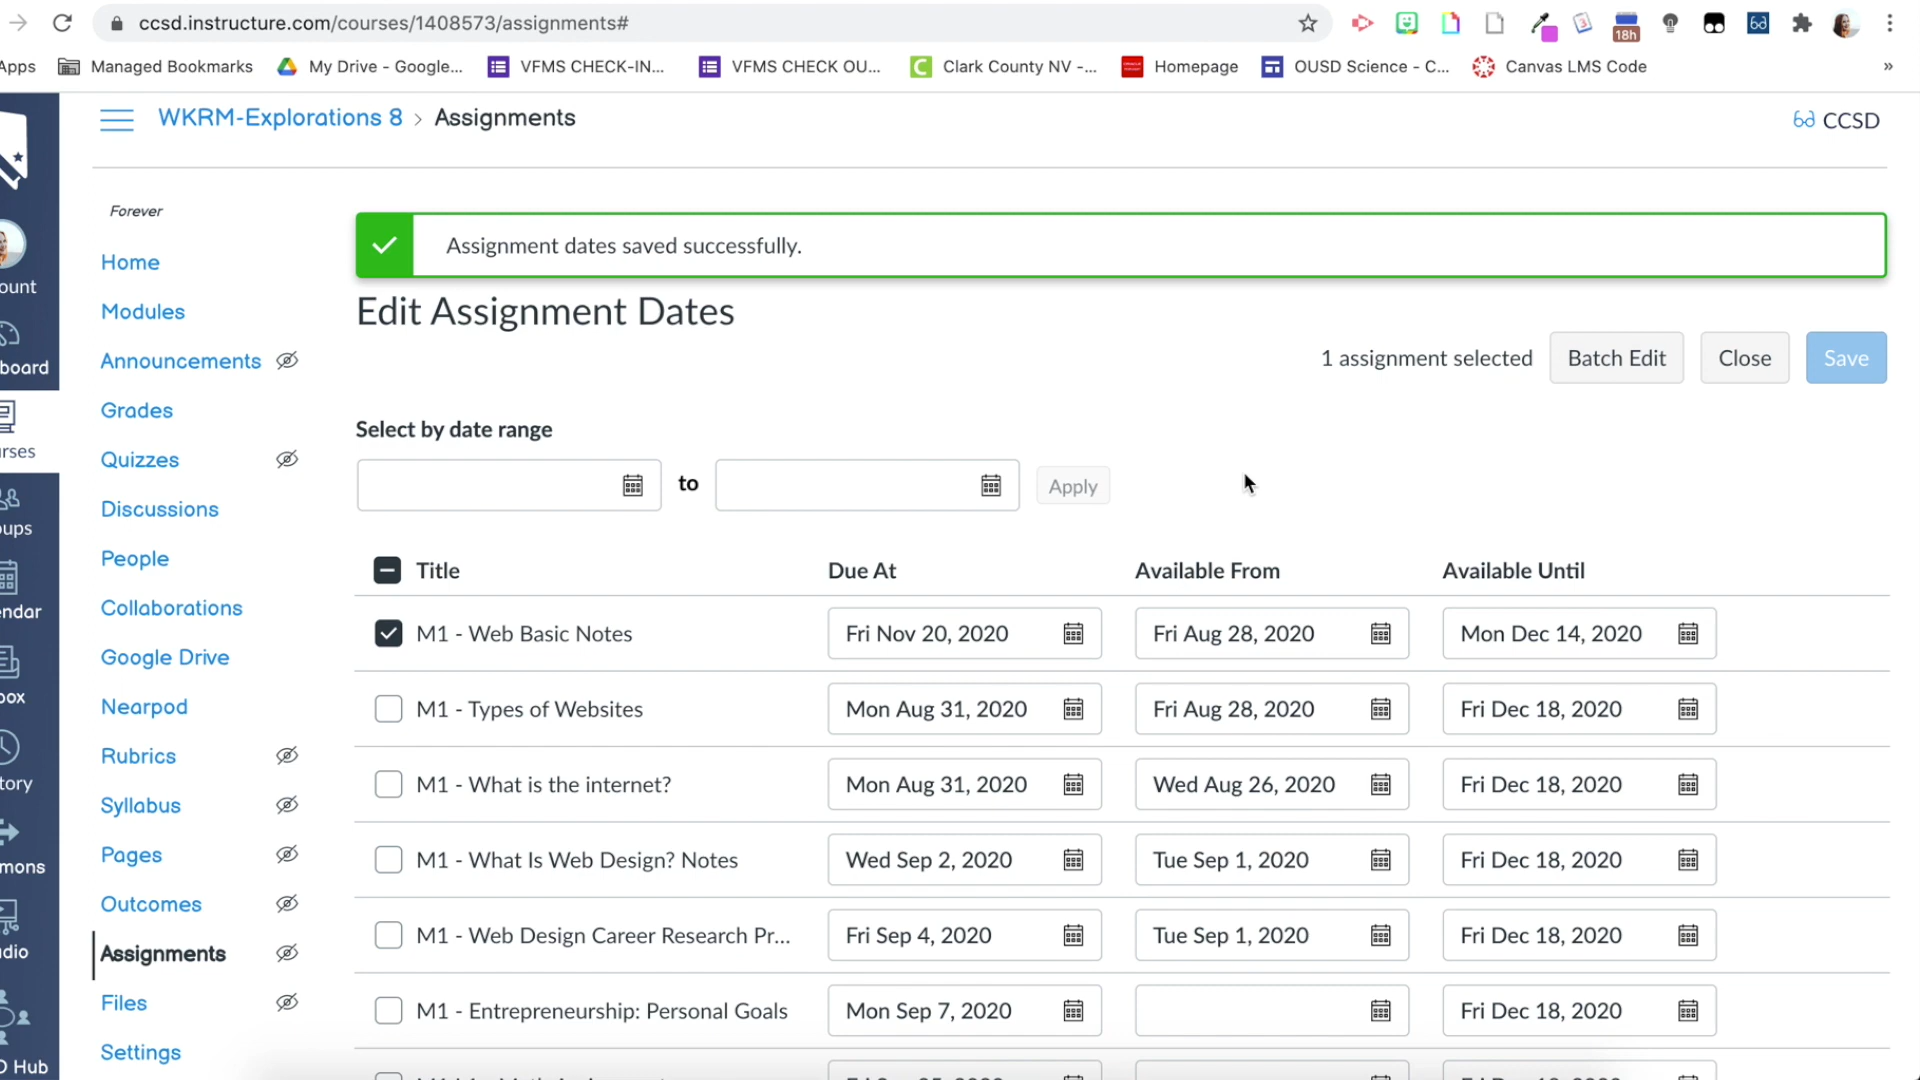 ccsd.instructure.com/courses/1408573/assignments#
18h
Apps
Managed Bookmarks
My Drive - Google...
VFMS CHECK-IN...
VFMS CHECK OU...
Clark County NV -...
Homepage
OUSD Science - C...
Canvas LMS Code
»
WKRM-Explorations 8 > Assignments
CCSD
ount
board
rses
oups
endar
box
tory
mons
dio
D Hub
Forever
Home
Modules
Announcements
Grades
Quizzes
Discussions
People
Collaborations
Google Drive
Nearpod
Rubrics
Syllabus
Pages
Outcomes
Assignments
Files
Settings
Assignment dates saved successfully.
Edit Assignment Dates
1 assignment selected Batch Edit Close Save
Select by date range
to Apply
Title Due At Available From Available Until
M1 - Web Basic Notes Fri Nov 20, 2020 Fri Aug 28, 2020 Mon Dec 14, 2020
M1 - Types of Websites Mon Aug 31, 2020 Fri Aug 28, 2020 Fri Dec 18, 2020
M1 - What is the internet? Mon Aug 31, 2020 Wed Aug 26, 2020 Fri Dec 18, 2020
M1 - What Is Web Design? Notes Wed Sep 2, 2020 Tue Sep 1, 2020 Fri Dec 18, 2020
M1 - Web Design Career Research Pr... Fri Sep 4, 2020 Tue Sep 1, 2020 Fri Dec 18, 2020
M1 - Entrepreneurship: Personal Goals Mon Sep 7, 2020 Fri Dec 18, 2020